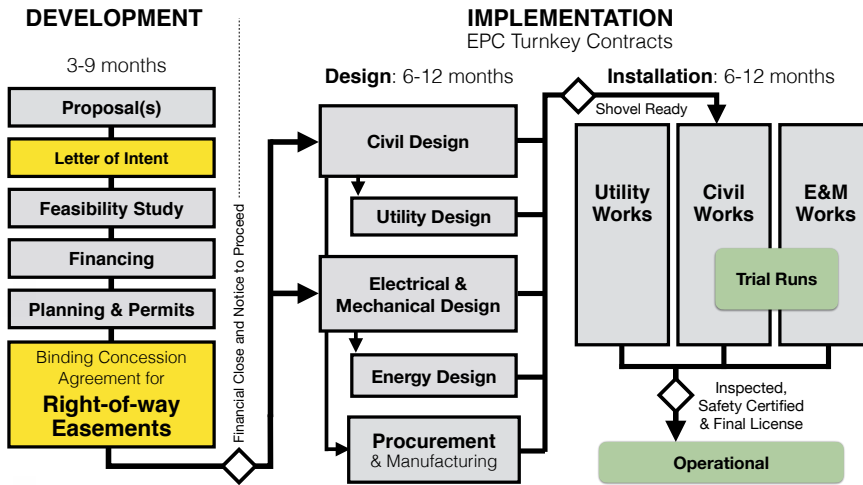 DEVELOPMENT
3-9 months
Proposal(s)
Letter of Intent
Feasibility Study
Financing
Planning & Permits
Binding Concession
Agreement for
Right-of-way
Easements
Financial Close and Notice to Proceed
IMPLEMENTATION
EPC Turnkey Contracts
Design: 6-12 months
Civil Design
Utility Design
Electrical &
Mechanical Design
Energy Design
Procurement
& Manufacturing
Installation: 6-12 months
Shovel Ready
Utility
Works
Civil
Works
E&M
Works
Trial Runs
Inspected,
Safety Certified
& Final License
Operational